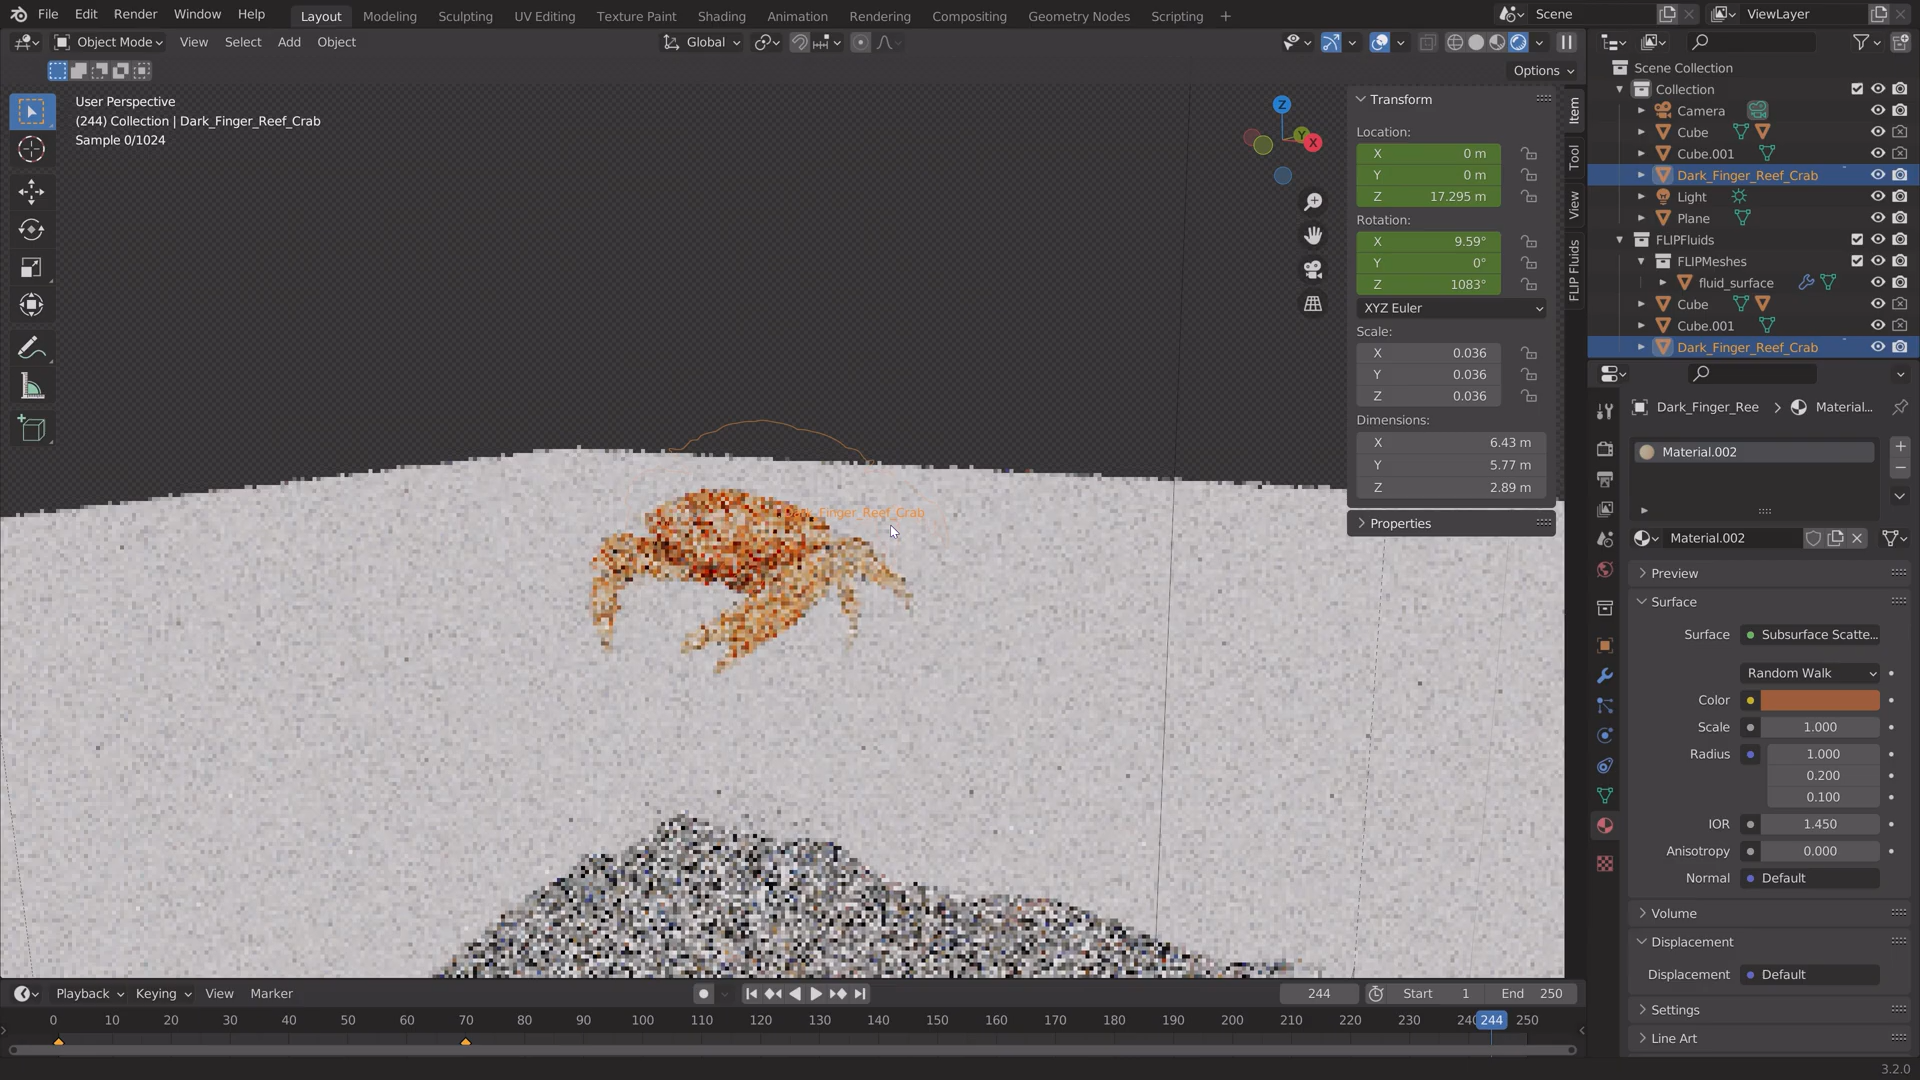 File Edit Render Window Help Layout Modeling Sculpting UV Editing Texture Paint Shading Animation Rendering Compositing Geometry Nodes Scripting + Scene ViewLayer
Object Mode View Select Add Object Global
Options
User Perspective
(244) Collection | Dark_Finger_Reef_Crab
Sample 0/1024
Z
Y
X
Dark_Finger_Reef_Crab
Transform
Location:
X 0 m
Y 0 m
Z 17.295 m
Rotation:
X 9.59°
Y 0°
Z 1083°
XYZ Euler
Scale:
X 0.036
Y 0.036
Z 0.036
Dimensions:
X 6.43 m
Y 5.77 m
Z 2.89 m
Properties
Item
Tool
View
FLIP Fluids
Scene Collection
Collection
Camera
Cube
Cube.001
Dark_Finger_Reef_Crab
Light
Plane
FLIPFluids
FLIPMeshes
fluid_surface
Cube
Cube.001
Dark_Finger_Reef_Crab
Dark_Finger_Ree > Material...
Material.002
Material.002
Preview
Surface
Surface Subsurface Scatte...
Random Walk
Color
Scale 1.000
Radius 1.000
0.200
0.100
IOR 1.450
Anisotropy 0.000
Normal Default
Volume
Displacement
Displacement Default
Settings
Line Art
Playback Keying View Marker 244 Start 1 End 250
0 10 20 30 40 50 60 70 80 90 100 110 120 130 140 150 160 170 180 190 200 210 220 230 244 250
3.2.0